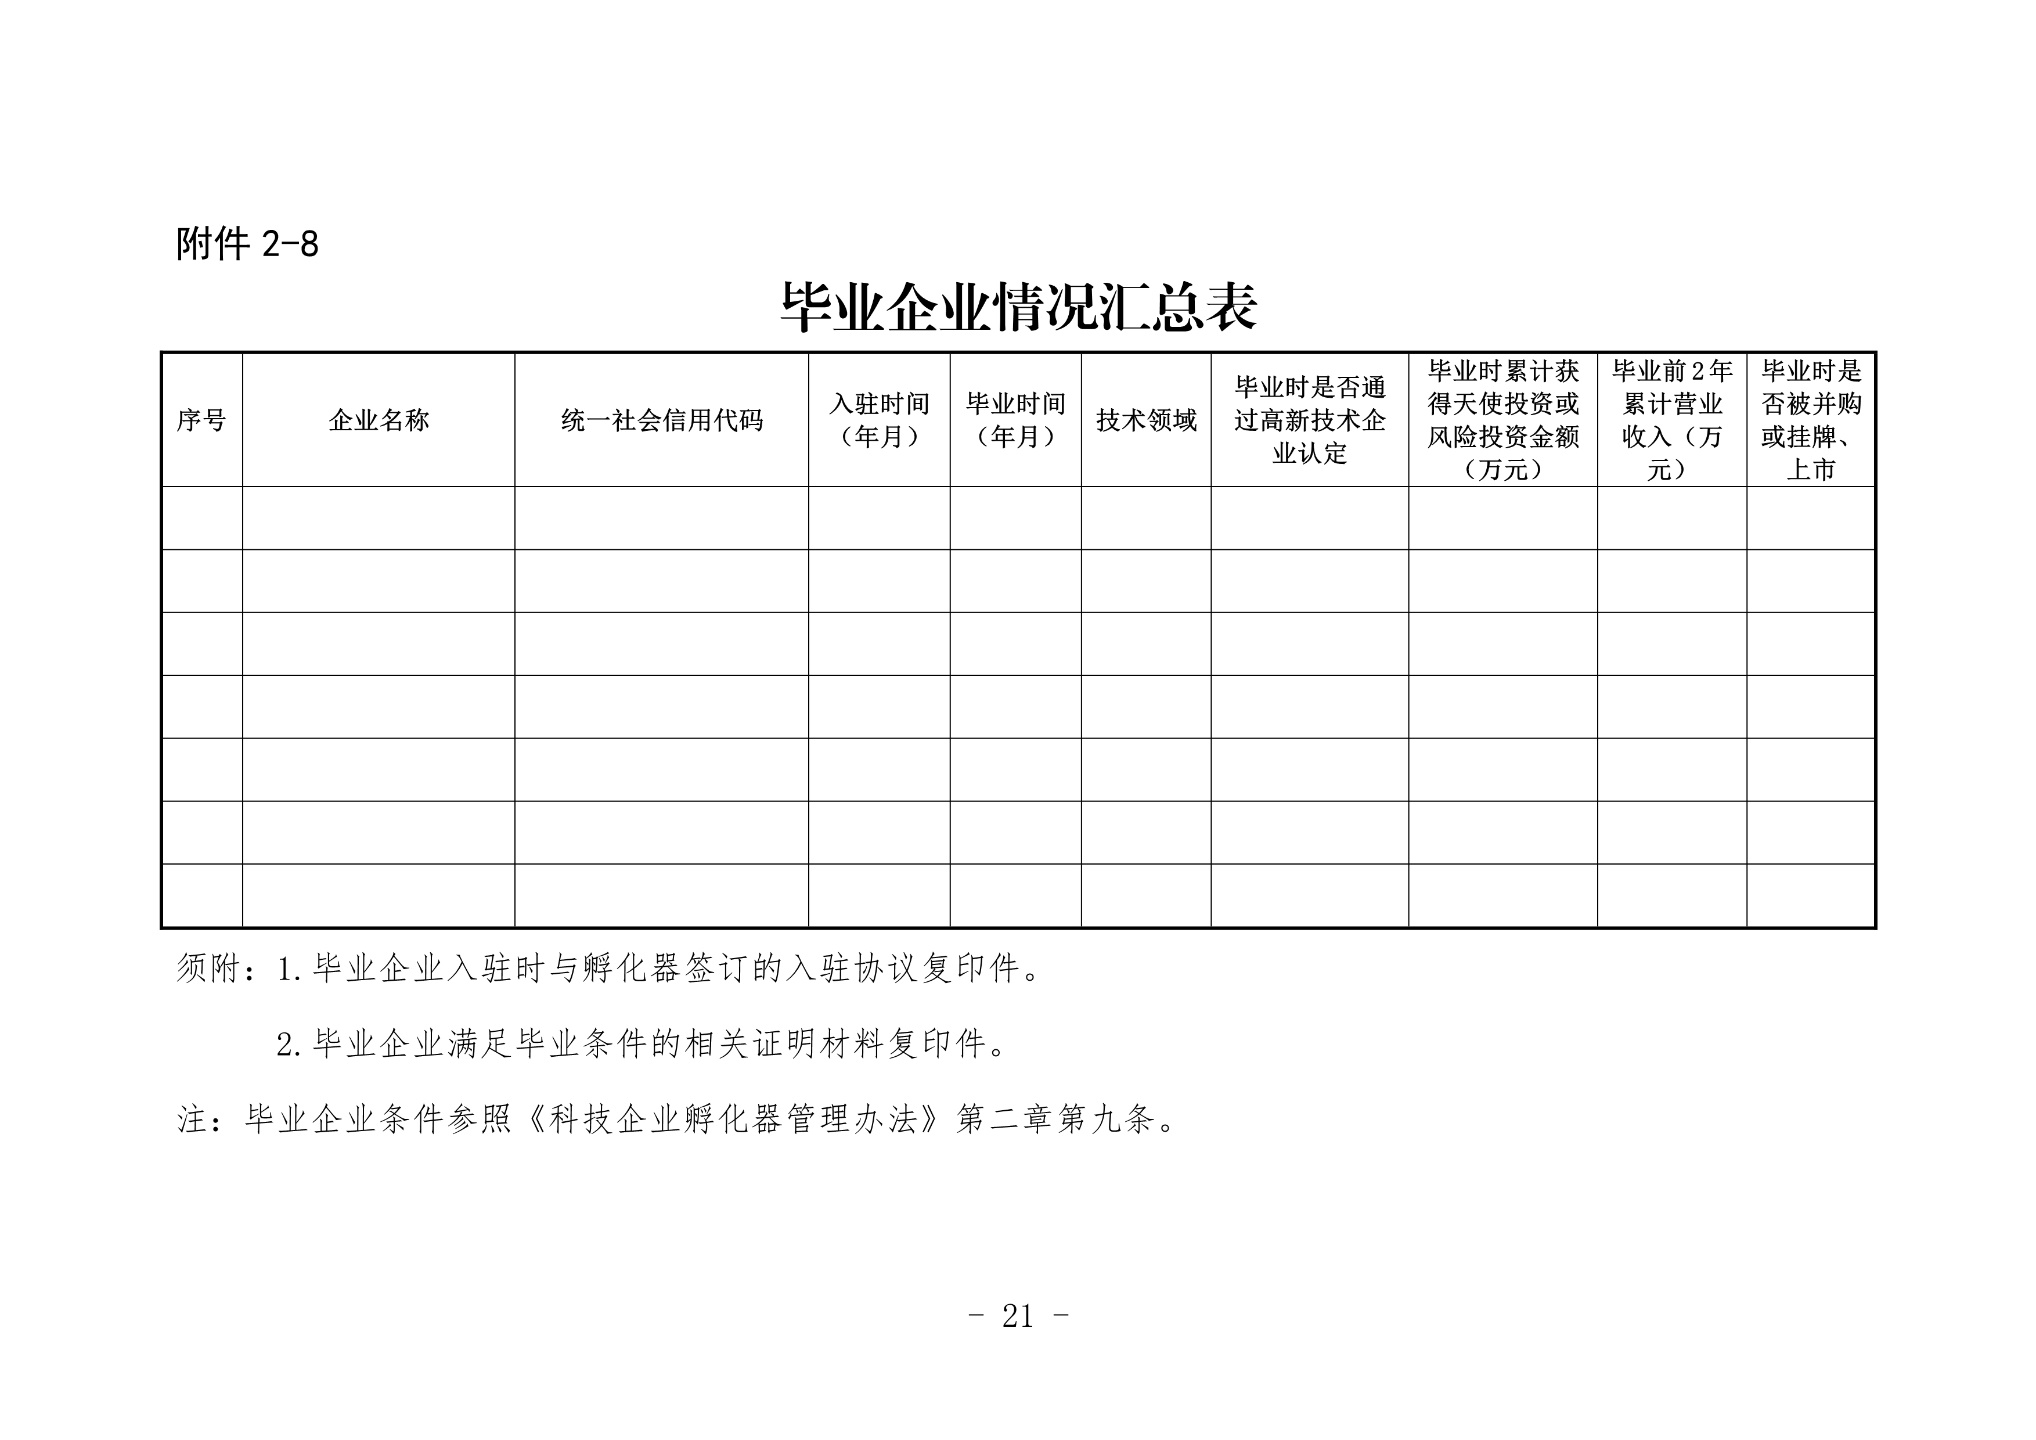 附件 2-8
毕业企业情况汇总表
序号
企业名称
统一社会信用代码
入驻时间
（年月）
毕业时间
（年月）
技术领域
毕业时是否通
过高新技术企
业认定
毕业时累计获
得天使投资或
风险投资金额
（万元）
毕业前 2 年
累计营业
收入（万
元）
毕业时是
否被并购
或挂牌、
上市
须附：1.毕业企业入驻时与孵化器签订的入驻协议复印件。
2.毕业企业满足毕业条件的相关证明材料复印件。
注：毕业企业条件参照《科技企业孵化器管理办法》第二章第九条。
- 21 -